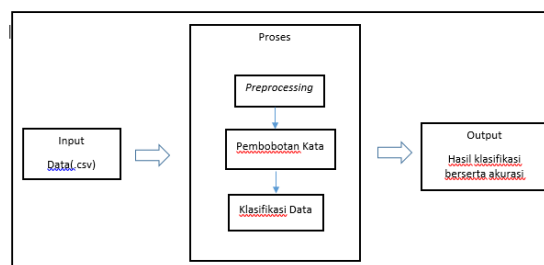 Proses
Preprocessing
Input
Data(.csv)
Pembobotan Kata
Klasifikasi Data
Output
Hasil klasifikasi
berserta akurasi